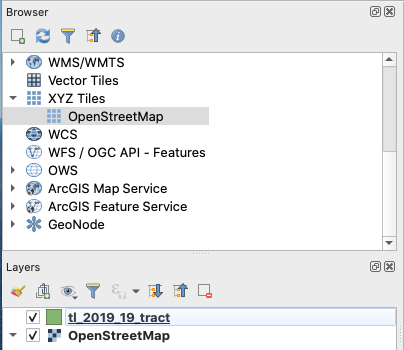 Browser
WMS/WMTS
Vector Tiles
XYZ Tiles
OpenStreetMap
WCS
WFS / OGC API - Features
OWS
ArcGIS Map Service
ArcGIS Feature Service
GeoNode
Layers
tl_2019_19_tract
OpenStreetMap